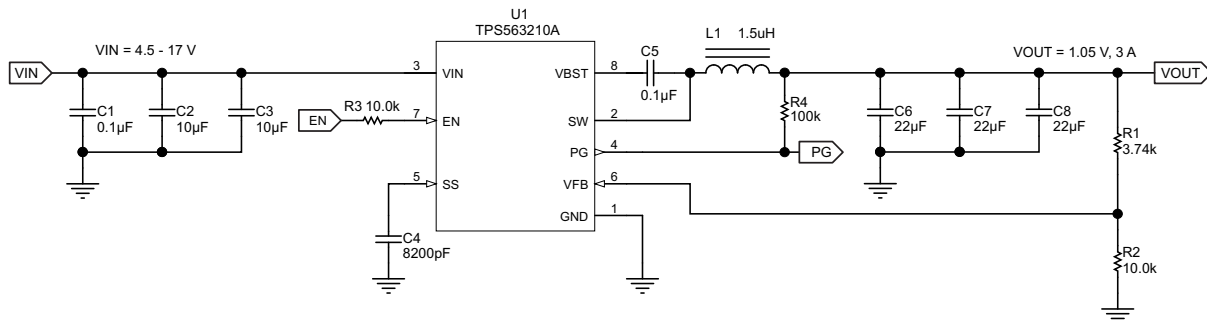 U1
TPS563210A
VIN = 4.5 - 17 V
VIN
C1
0.1µF
C2
10µF
C3
10µF
R3 10.0k
EN
3
VIN
7
EN
5
SS
C4
8200pF
VBST
8
SW
2
PG
4
VFB
6
GND
1
C5
0.1µF
L1 1.5uH
R4
100k
PG
C6
22µF
C7
22µF
C8
22µF
VOUT = 1.05 V, 3 A
VOUT
R1
3.74k
R2
10.0k